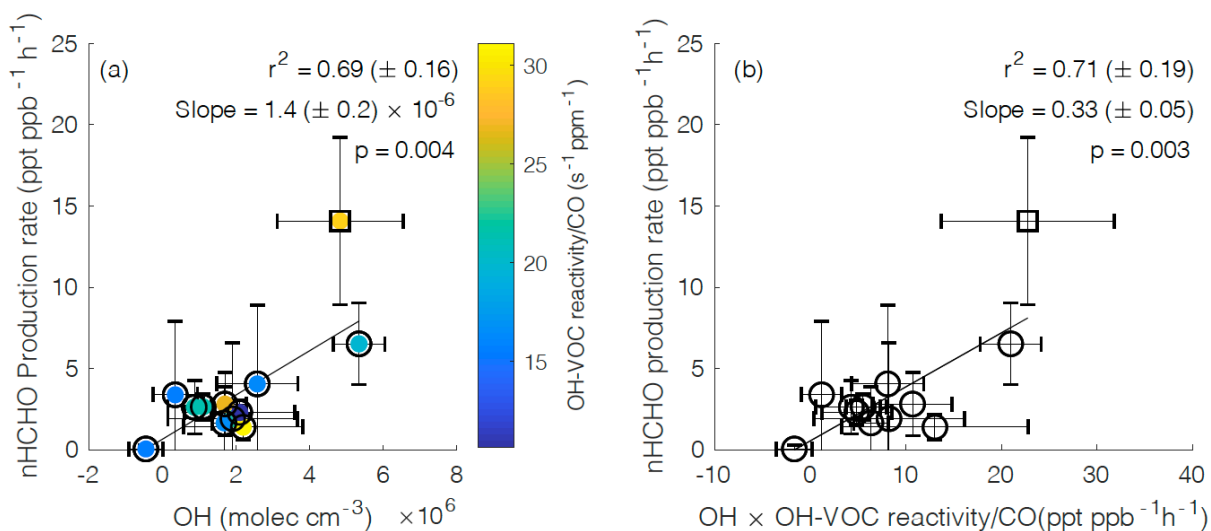 (a)
r² = 0.69 (± 0.16)
Slope = 1.4 (± 0.2) × 10⁻⁶
p = 0.004
nHCHO Production rate (ppt ppb⁻¹ h⁻¹)
25
20
15
10
5
0
-2
0
2
4
6
8
×10⁶
OH (molec cm⁻³)
30
25
20
15
OH-VOC reactivity/CO (s⁻¹ ppm⁻¹)
(b)
r² = 0.71 (± 0.19)
Slope = 0.33 (± 0.05)
p = 0.003
nHCHO production rate (ppt ppb⁻¹h⁻¹)
25
20
15
10
5
0
-10
0
10
20
30
40
OH × OH-VOC reactivity/CO(ppt ppb⁻¹h⁻¹)